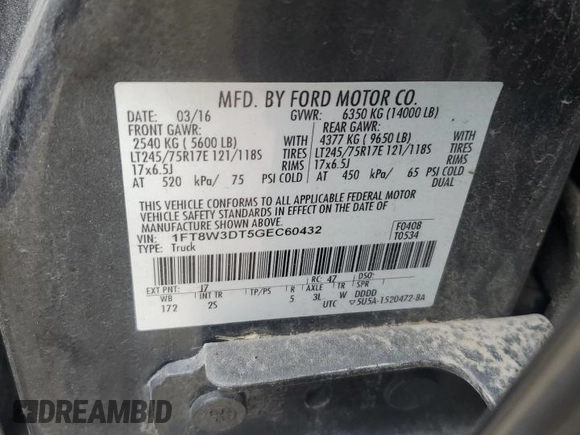 MFD. BY FORD MOTOR CO.
DATE: 03/16 GVWR: 6350 KG (14000 LB)
FRONT GAWR: REAR GAWR:
2540 KG ( 5600 LB) WITH 4377 KG ( 9650 LB) WITH
LT245/75R17E 121/118S TIRES LT245/75R17E 121/118S TIRES
17x6.5J RIMS 17x6.5J RIMS
AT 520 kPa/ 75 PSI COLD AT 450 kPa/ 65 PSI COLD
DUAL
THIS VEHICLE CONFORMS TO ALL APPLICABLE FEDERAL MOTOR
VEHICLE SAFETY STANDARDS IN EFFECT ON THE DATE OF
MANUFACTURE SHOWN ABOVE.
VIN: 1FT8W3DT5GEC60432 F0408
TYPE: Truck T0534
EXT PNT: J7 RC: 47 DSO:
WB INT TR TP/PS R AXLE TR SPR
172 2S 5 3L W DDDD
UTC ▽5U5A-1520472-BA
DREAMBID